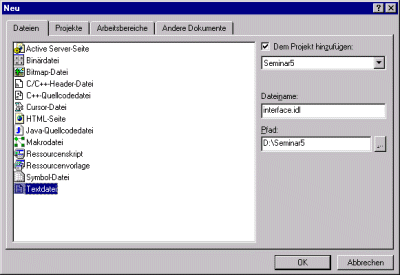 Neu
Dateien Projekte Arbeitsbereiche Andere Dokumente
Active Server-Seite
Binärdatei
Bitmap-Datei
C/C++-Header-Datei
C++-Quellcodedatei
Cursor-Datei
HTML-Seite
Java-Quellcodedatei
Makrodatei
Ressourcenskript
Ressourcenvorlage
Symbol-Datei
Textdatei
Dem Projekt hinzufügen:
Seminar5
Dateiname:
interface.idl
Pfad:
D:\Seminar5
...
OK Abbrechen